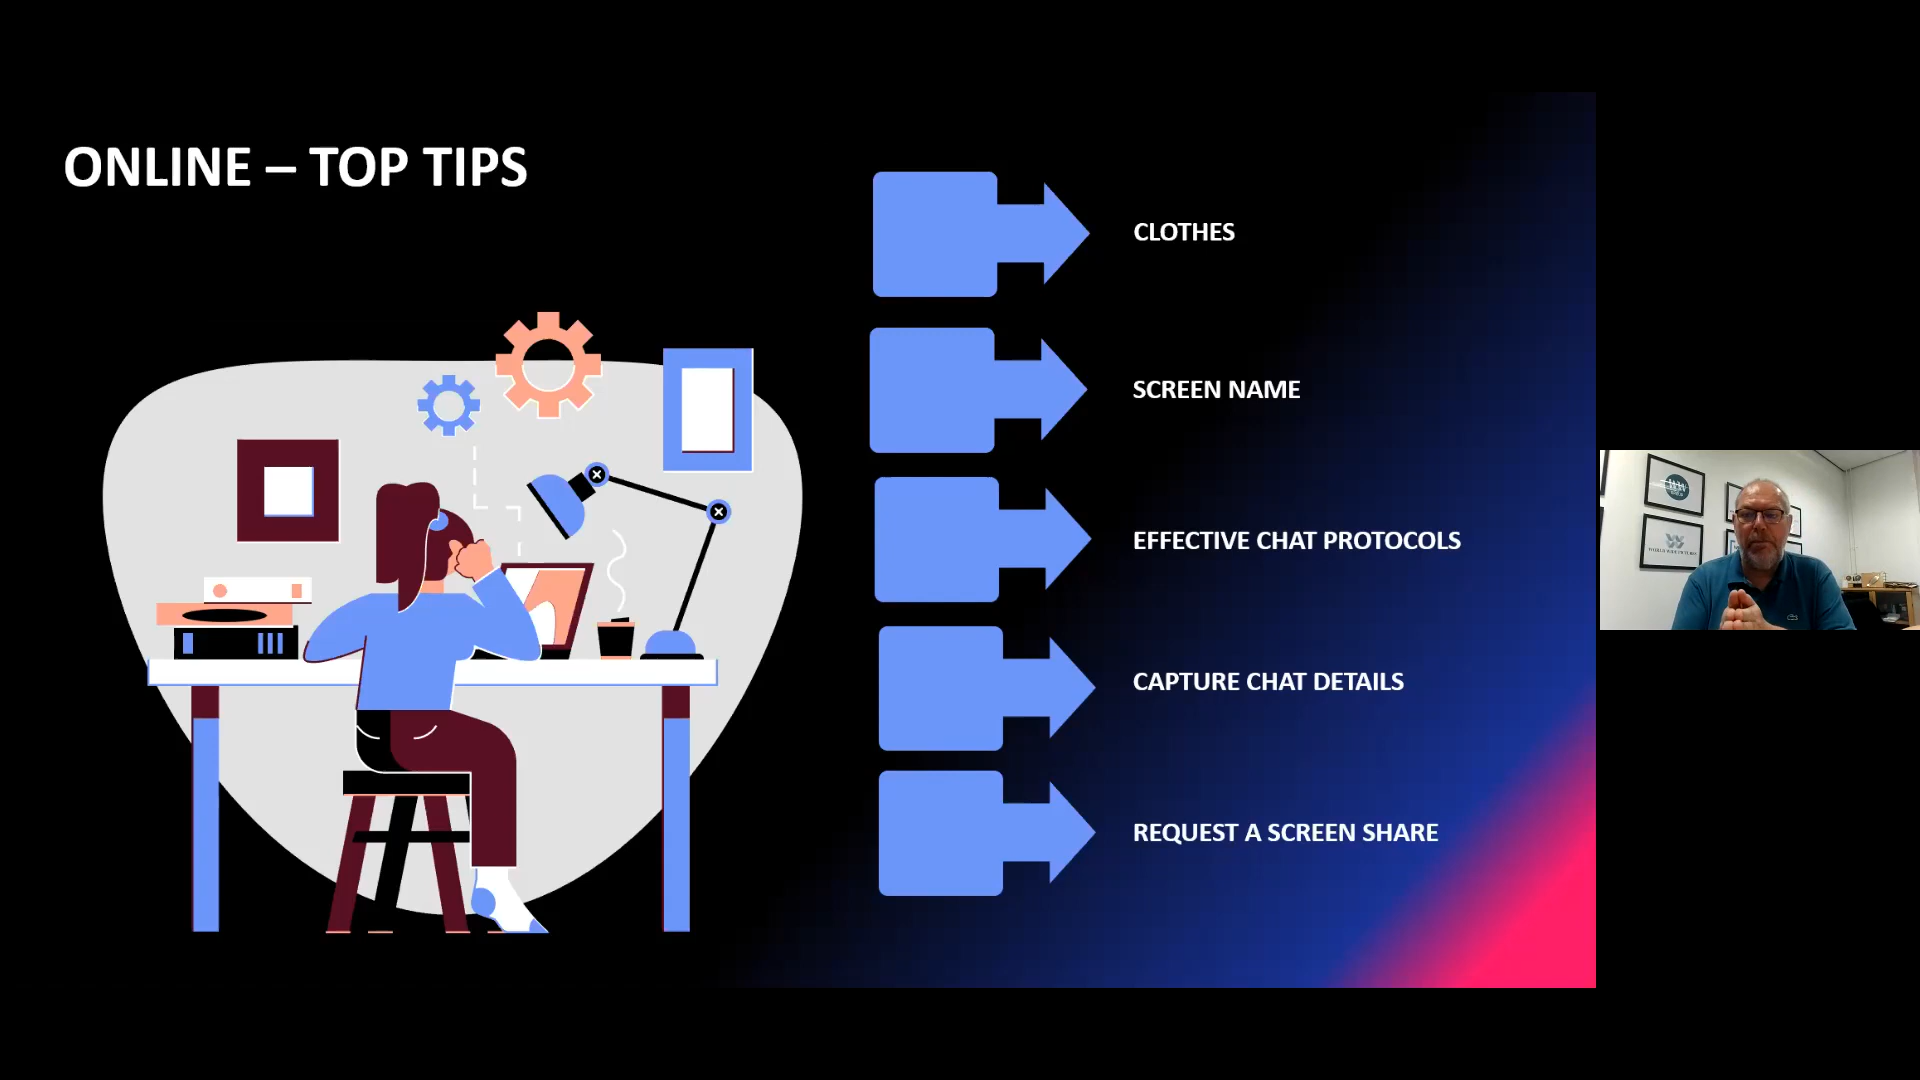 ONLINE – TOP TIPS
CLOTHES
SCREEN NAME
EFFECTIVE CHAT PROTOCOLS
CAPTURE CHAT DETAILS
REQUEST A SCREEN SHARE